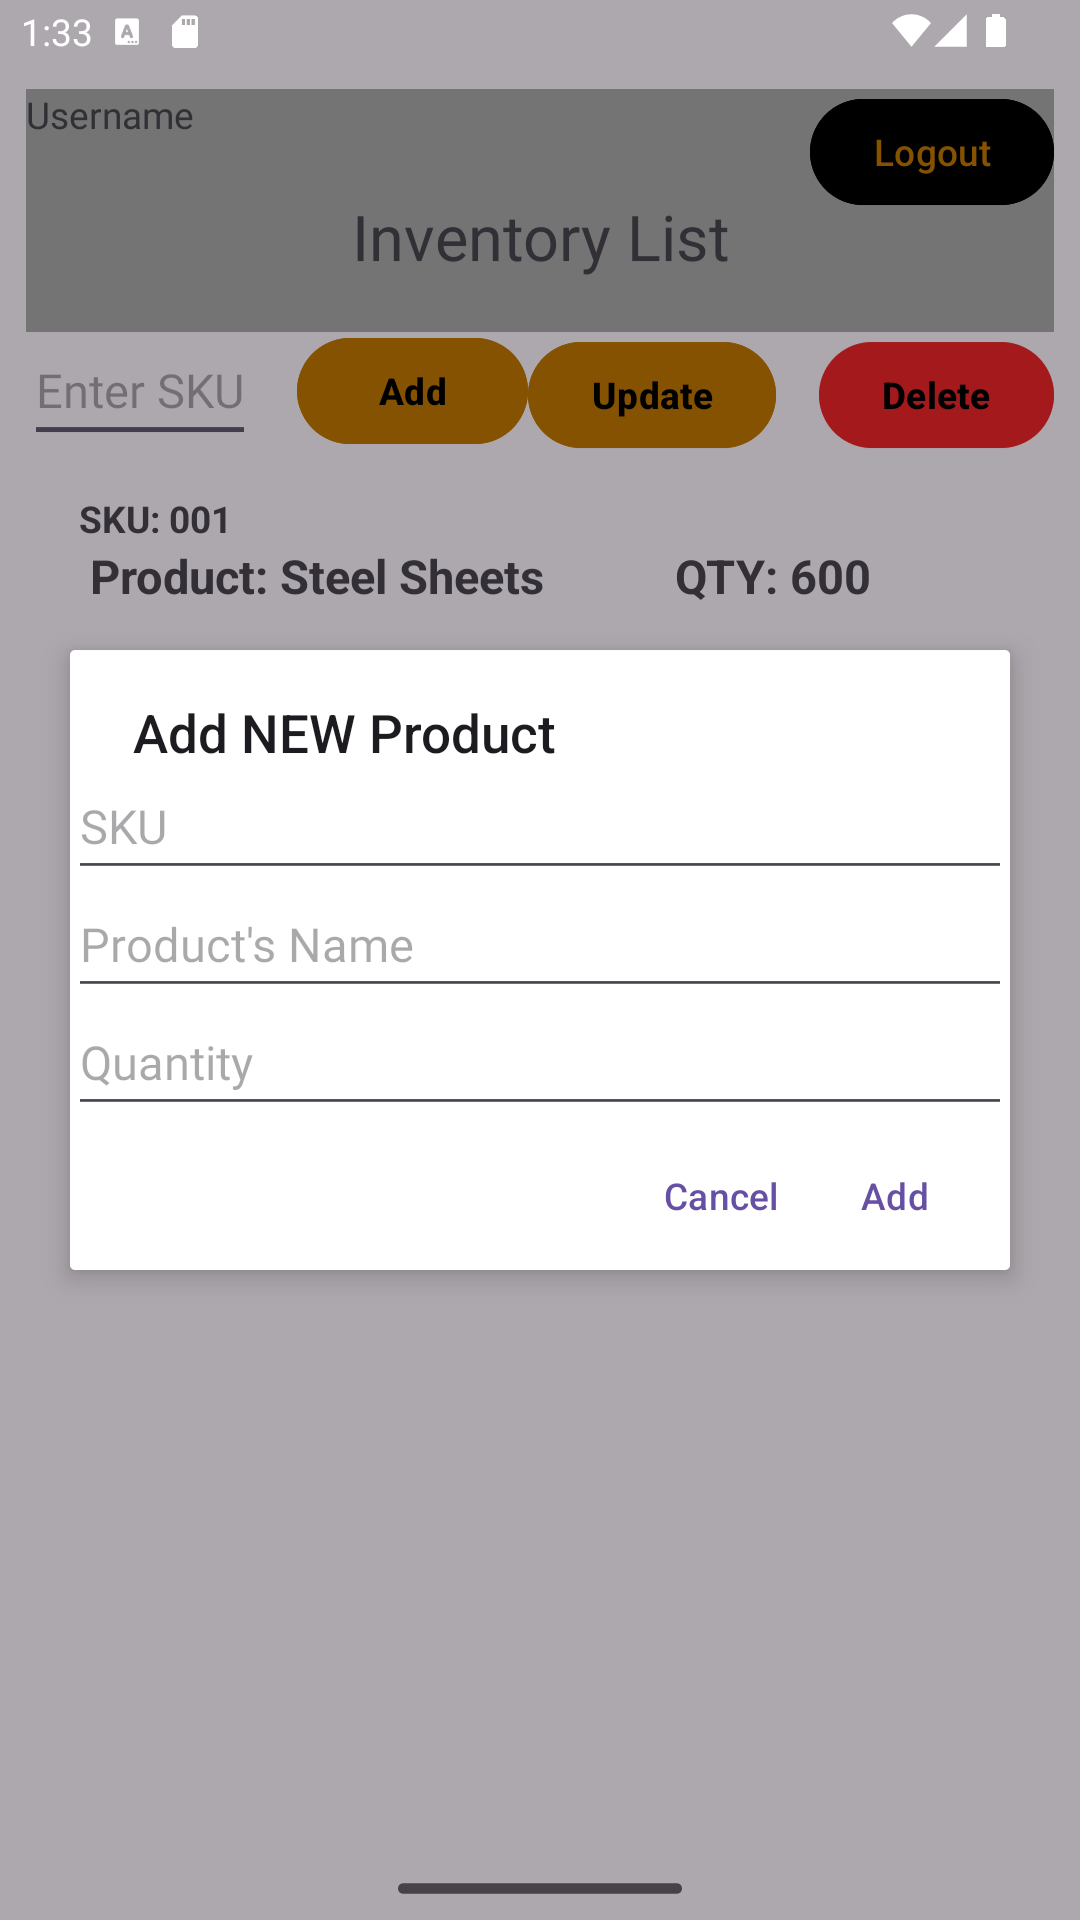 1:33
Username
Logout
Inventory List
Enter SKU Add Update Delete
SKU: 001
Product: Steel Sheets QTY: 600
Add NEW Product
SKU
Product's Name
Quantity
Cancel Add